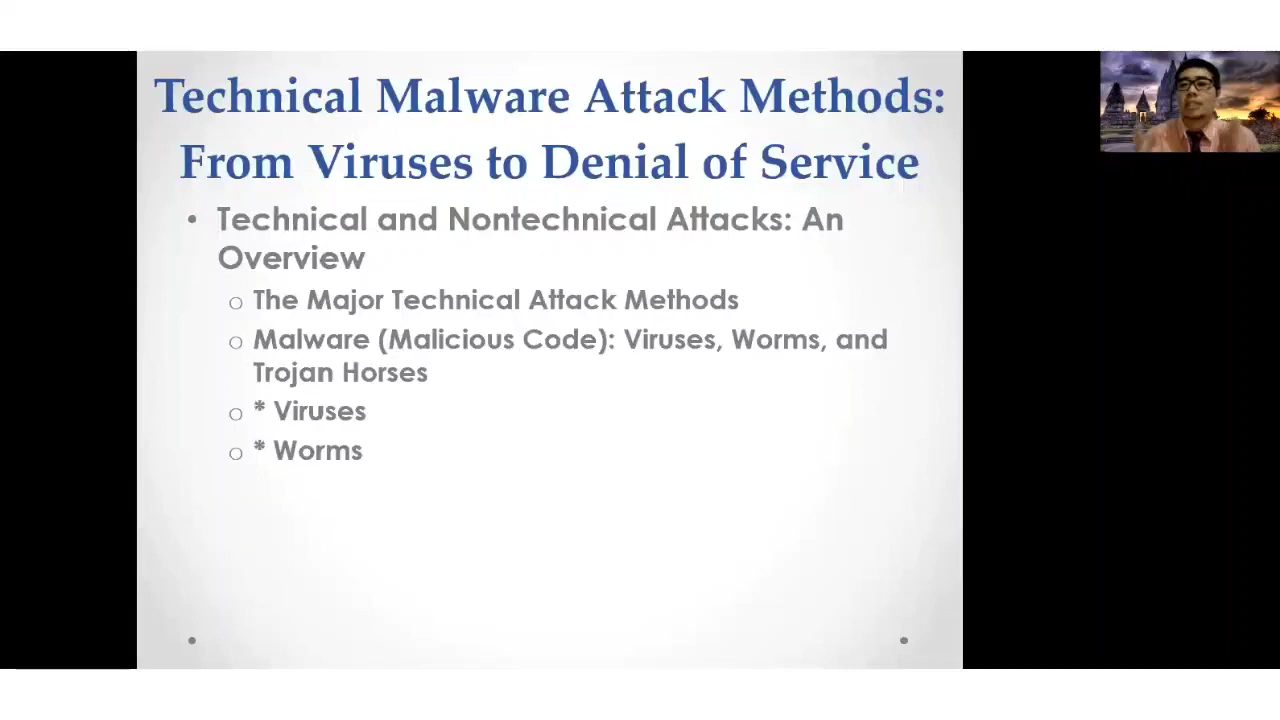 Technical Malware Attack Methods:
From Viruses to Denial of Service
• Technical and Nontechnical Attacks: An
Overview
o The Major Technical Attack Methods
o Malware (Malicious Code): Viruses, Worms, and
Trojan Horses
o * Viruses
o * Worms